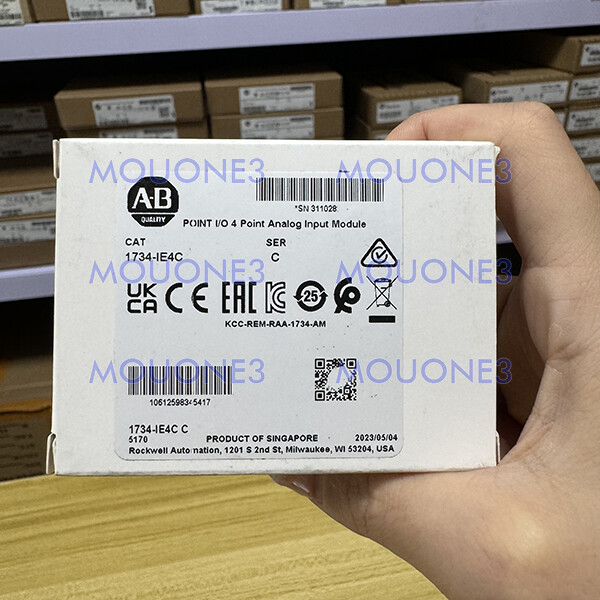 MOUONE3 MOUONE3
A-B
QUALITY
*SN 311028*
POINT I/O 4 Point Analog Input Module
CAT SER
1734-IE4C C
MOUONE3 MOUONE3
UK CA CE EAC 25
KCC-REM-RAA-1734-AM
MOUONE3 MOUONE3
10612598345417
1734-IE4C C
5170 PRODUCT OF SINGAPORE 2023/05/04
Rockwell Automation, 1201 S 2nd St, Milwaukee, WI 53204, USA